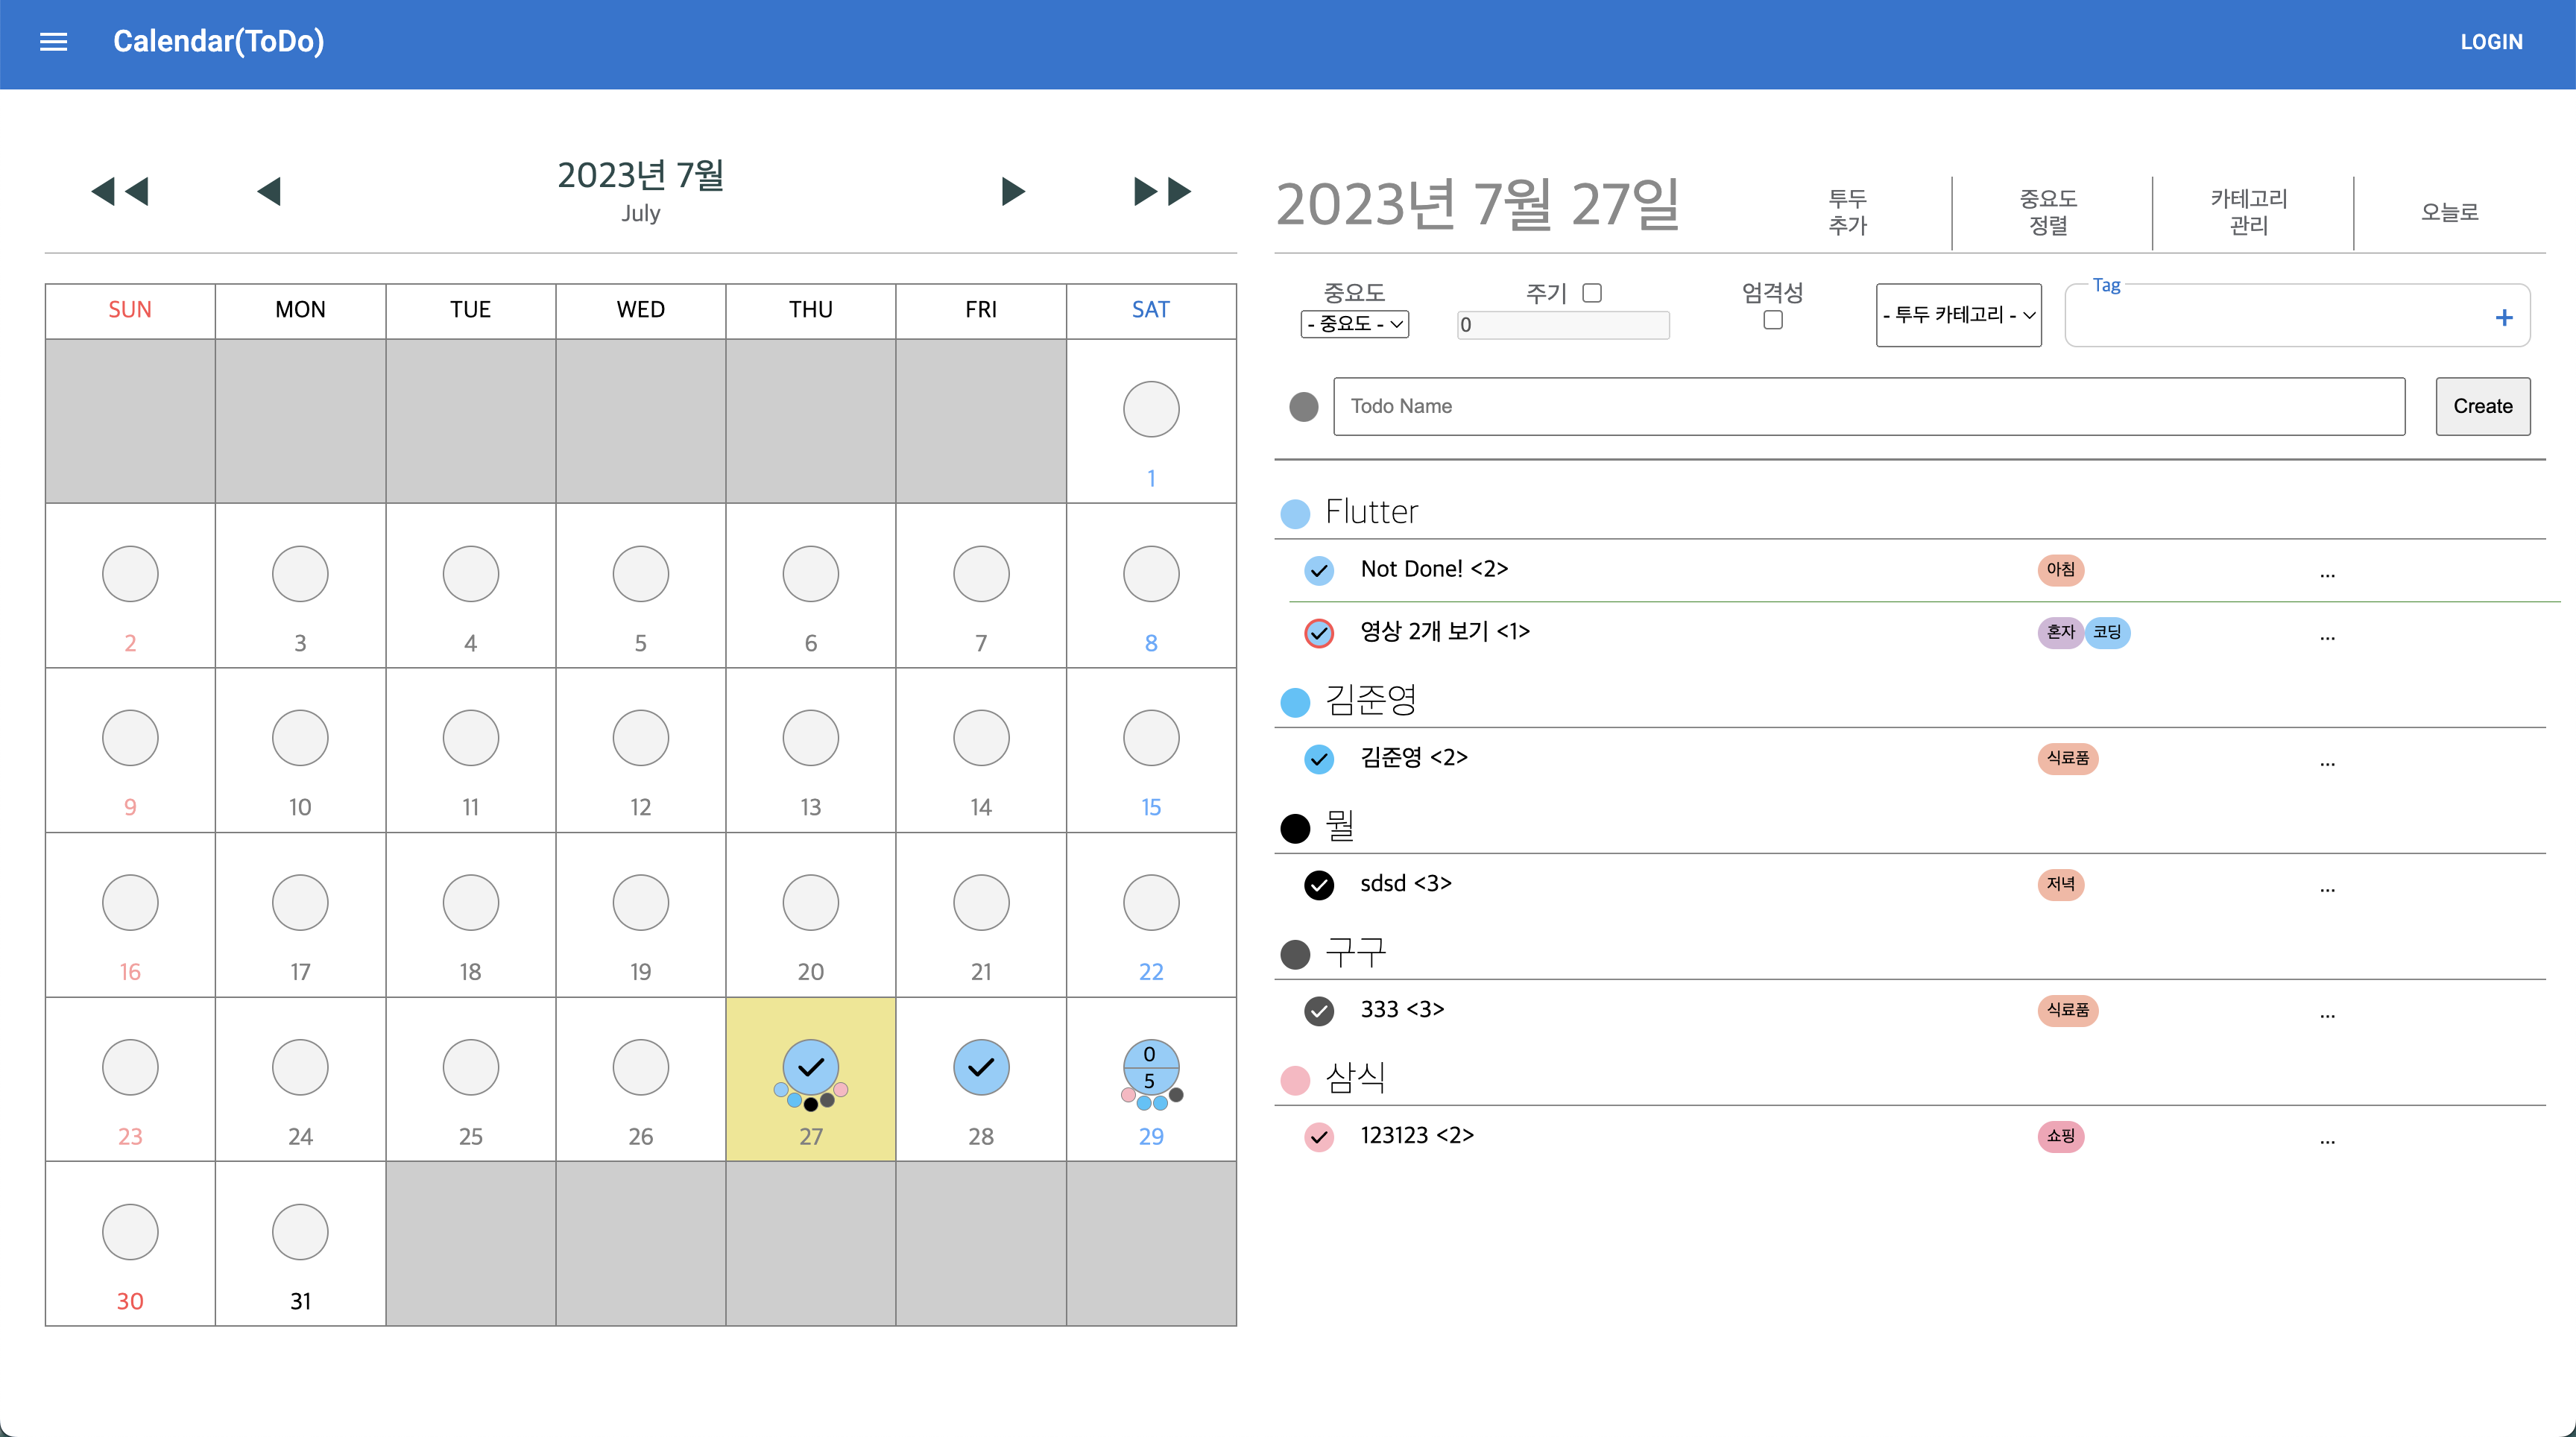 Calendar(ToDo)
LOGIN
2023년 7월
July
SUN MON TUE WED THU FRI SAT
1
2 3 4 5 6 7 8
9 10 11 12 13 14 15
16 17 18 19 20 21 22
0
5
23 24 25 26 27 28 29
30 31
2023년 7월 27일
투두
추가
중요도
정렬
카테고리
관리
오늘로
중요도
- 중요도 -
주기
0
엄격성
- 투두 카테고리 -
Tag
+
Todo Name
Create
Flutter
Not Done! <2> 아침 ...
영상 2개 보기 <1> 혼자 코딩 ...
김준영
김준영 <2> 식료품 ...
뭘
sdsd <3> 저녁 ...
구구
333 <3> 식료품 ...
삼식
123123 <2> 쇼핑 ...